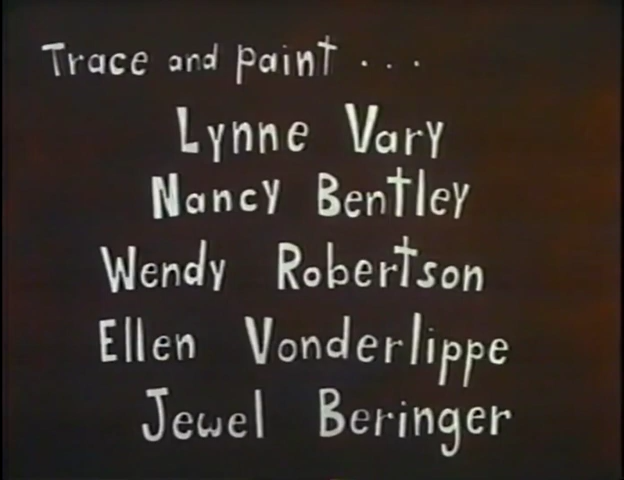 Trace and paint ...
Lynne Vary
Nancy Bentley
Wendy Robertson
Ellen Vonderlippe
Jewel Beringer